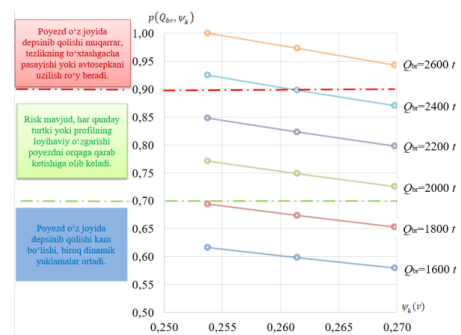 p(Q_br, ψ_k)
Poyezd o‘z joyida
depsinib qolishi muqarrar,
tezlikning to‘xtashgacha
pasayishi yoki avtosepkani
uzilish ro‘y beradi.
Risk mavjud, har qanday
turtki yoki profilning
loyihaviy o‘zgarishi
poyezdni orqaga qarab
ketishiga olib keladi.
Poyezd o‘z joyida
depsinib qolishi kam
bo‘lishi, biroq dinamik
yuklamalar ortadi.
1,00
0,95
0,90
0,85
0,80
0,75
0,70
0,65
0,60
0,55
0,50
Q_br=2600 t
Q_br=2400 t
Q_br=2200 t
Q_br=2000 t
Q_br=1800 t
Q_br=1600 t
ψ_k(v)
0,250 0,255 0,260 0,265 0,270